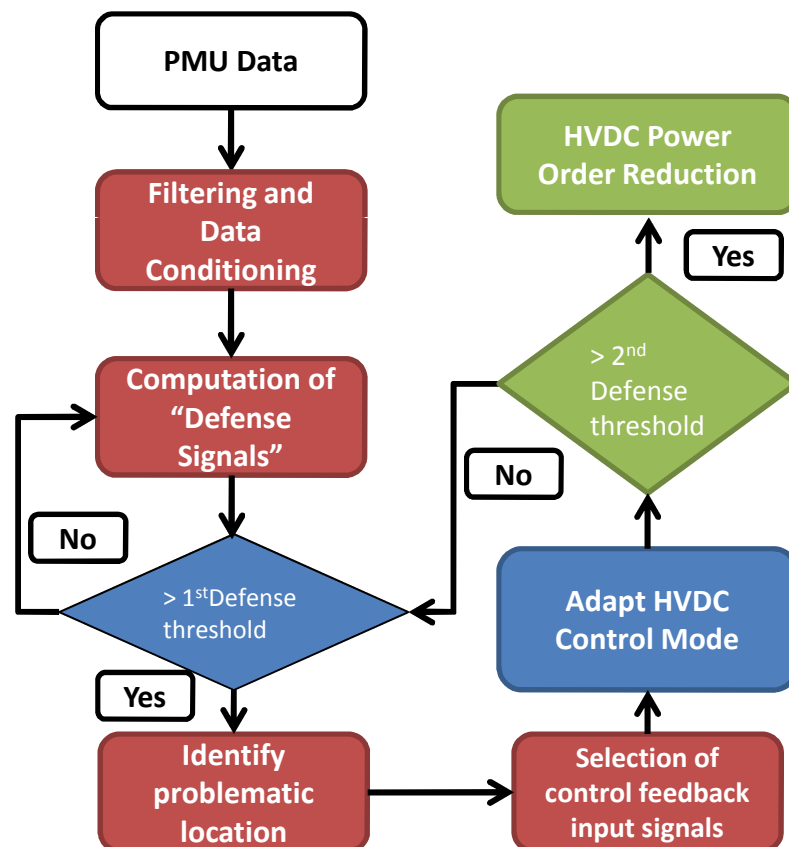 PMU Data
Filtering and
Data
Conditioning
Computation of
“Defense
Signals”
No
> 1stDefense
threshold
Yes
Identify
problematic
location
Selection of
control feedback
input signals
Adapt HVDC
Control Mode
> 2nd
Defense
threshold
No
Yes
HVDC Power
Order Reduction